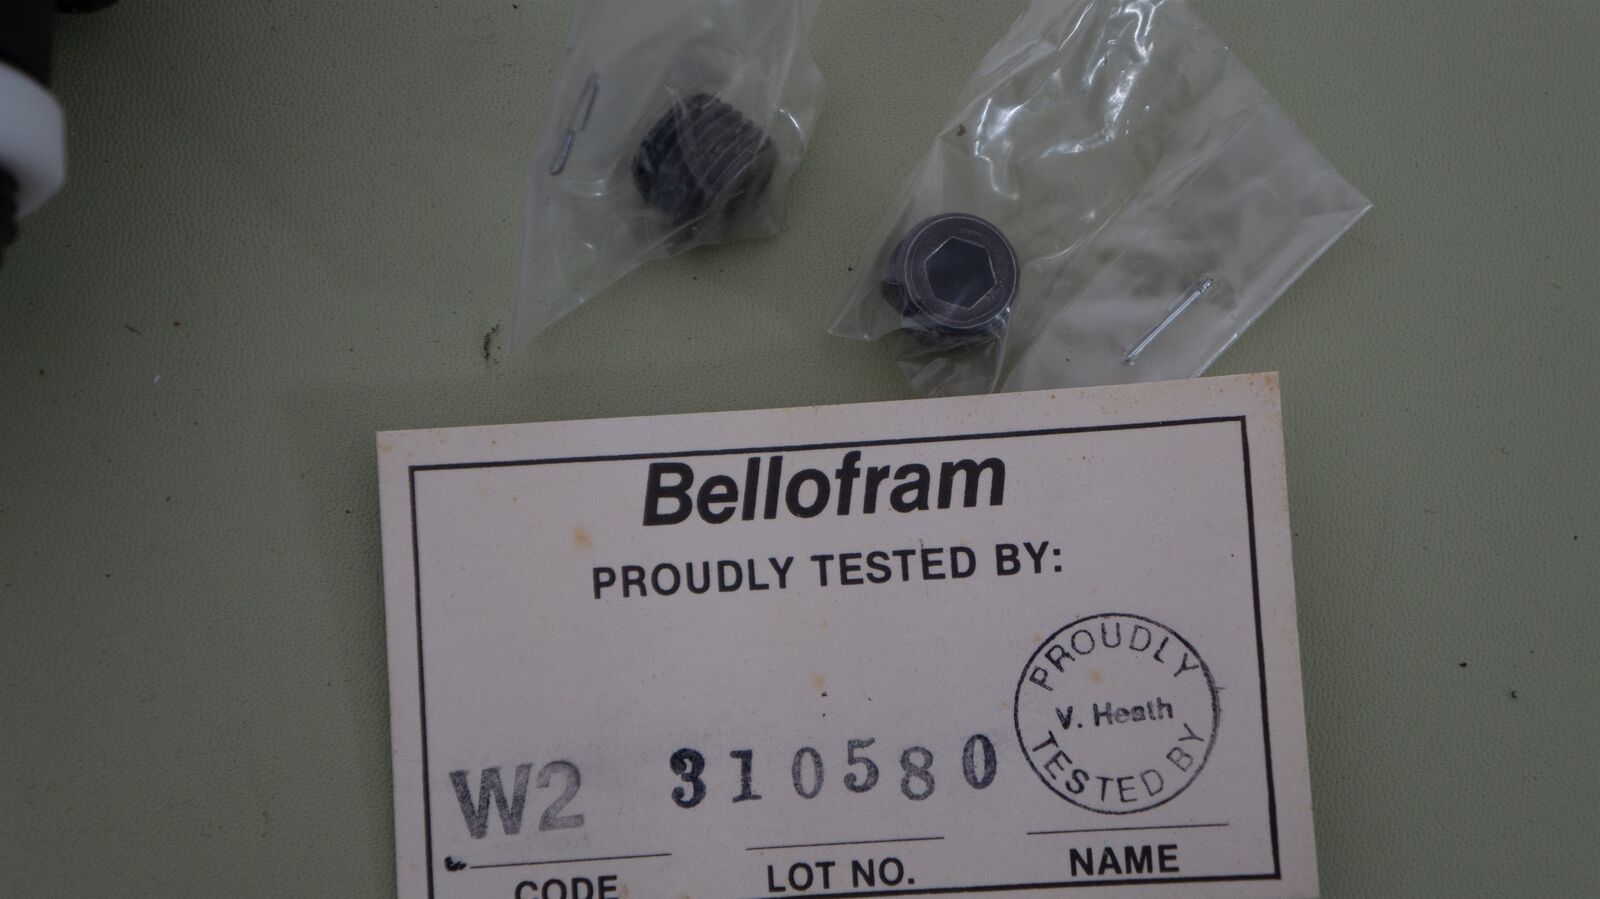 Bellofram
PROUDLY TESTED BY:
PROUDLY
V. Heath
TESTED BY
W2 310580
CODE LOT NO. NAME